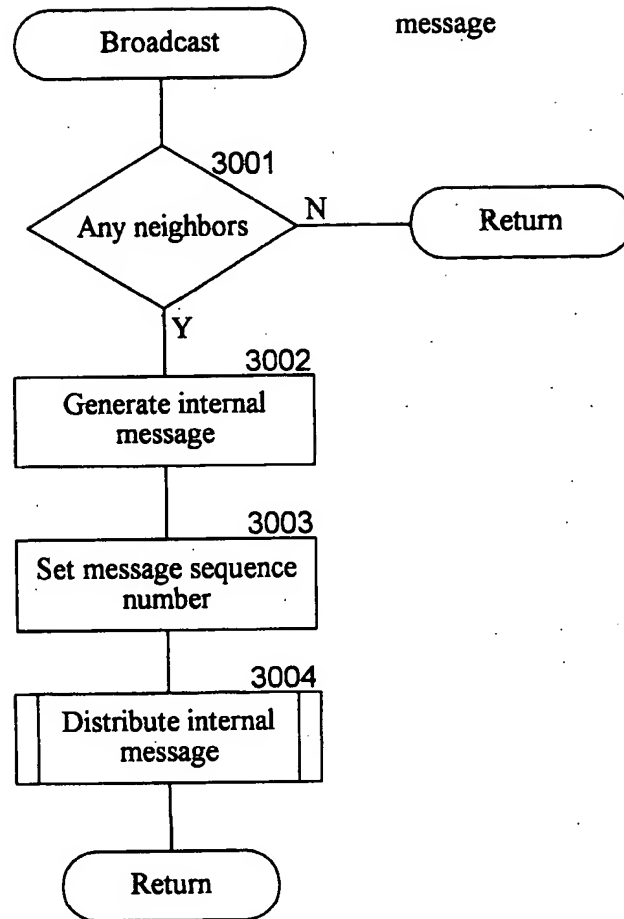 Broadcast
message
3001
Any neighbors
N
Return
Y
3002
Generate internal
message
3003
Set message sequence
number
3004
Distribute internal
message
Return